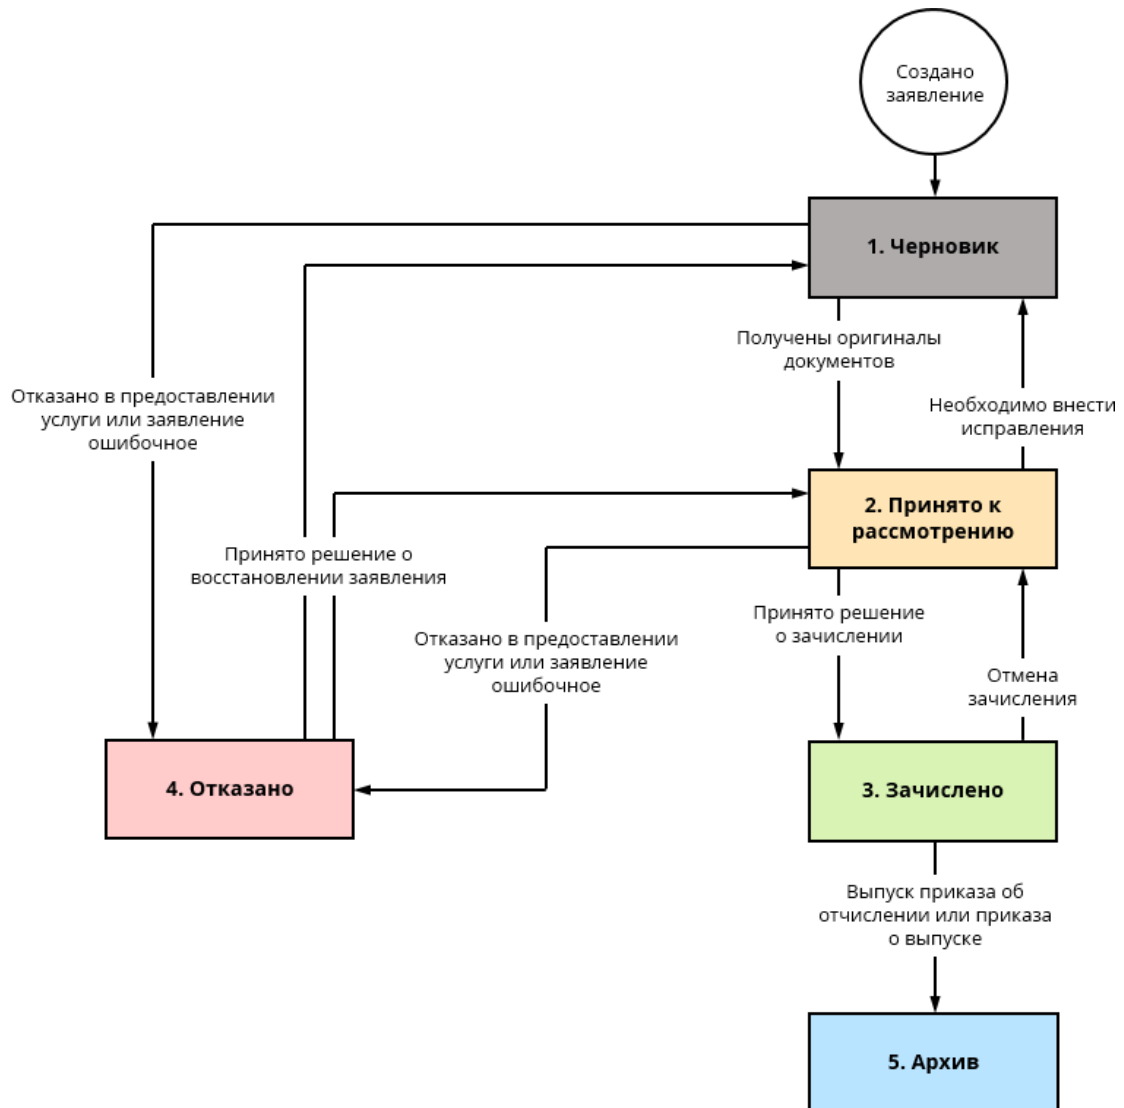 Создано
заявление
1. Черновик
Получены оригиналы
документов
Отказано в предоставлении
услуги или заявление
ошибочное
Необходимо внести
исправления
2. Принято к
рассмотрению
Принято решение о
восстановлении заявления
Принято решение
о зачислении
Отказано в предоставлении
услуги или заявление
ошибочное
Отмена
зачисления
4. Отказано
3. Зачислено
Выпуск приказа об
отчислении или приказа
о выпуске
5. Архив